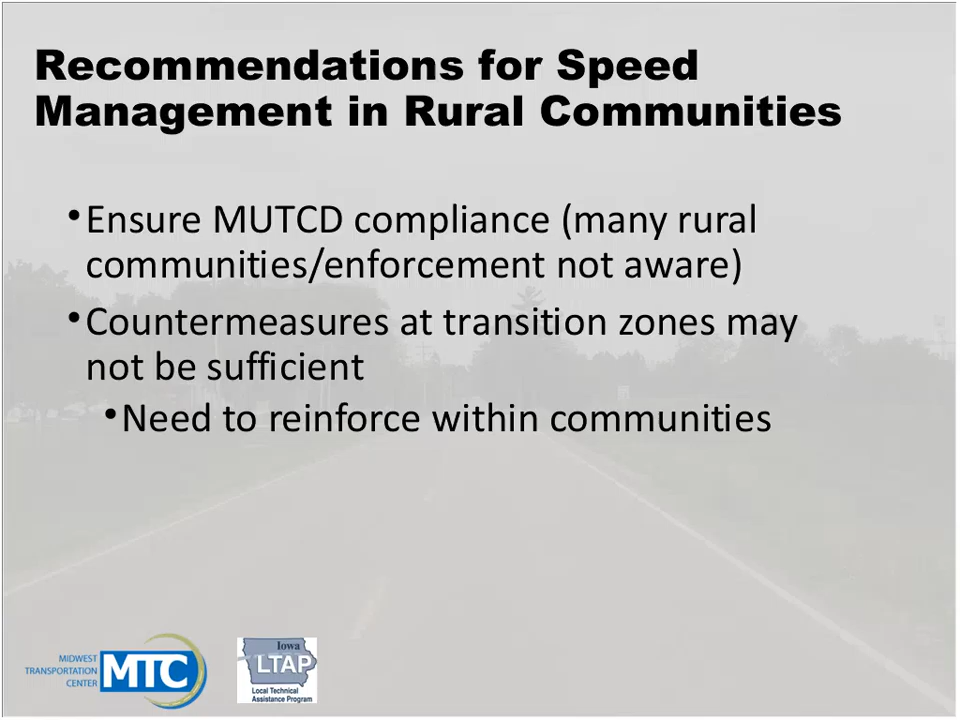 Recommendations for Speed
Management in Rural Communities
•Ensure MUTCD compliance (many rural
communities/enforcement not aware)
•Countermeasures at transition zones may
not be sufficient
•Need to reinforce within communities
MIDWEST
TRANSPORTATION
CENTER
MTC
Iowa
LTAP
Local Technical
Assistance Program